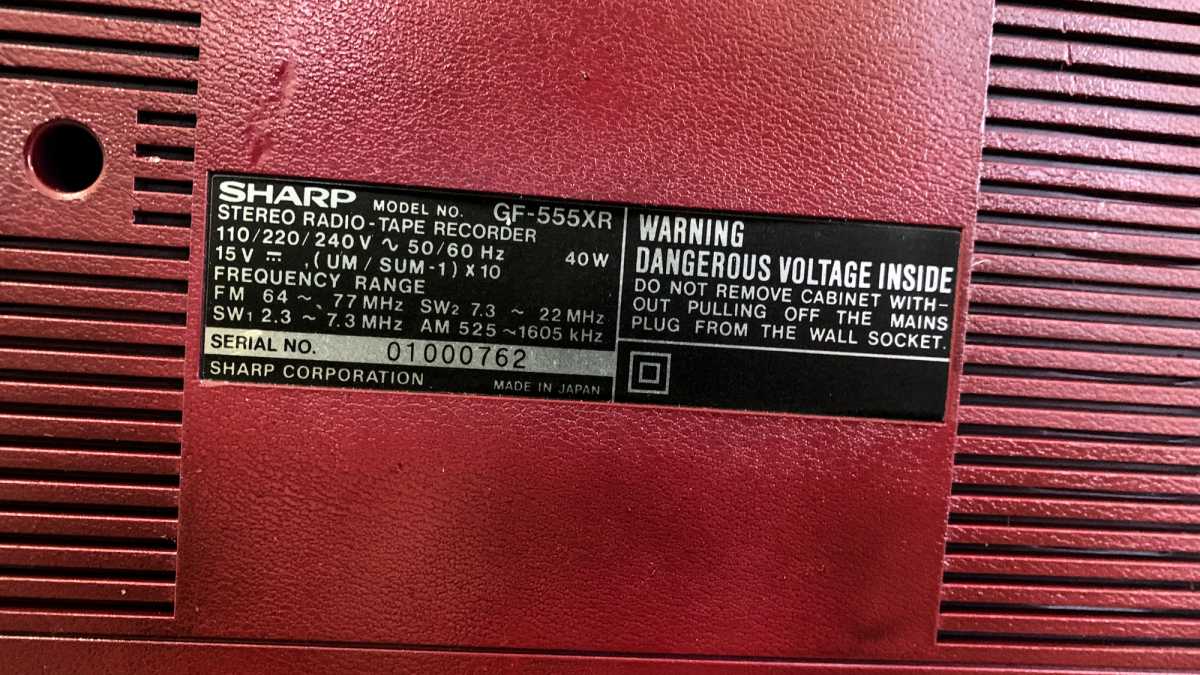 SHARP MODEL NO. GF-555XR
STEREO RADIO-TAPE RECORDER
110/220/240V ~ 50/60 Hz 40W
15V ⎓ (UM/SUM-1) X 10
FREQUENCY RANGE
FM 64 ~ 77 MHz SW2 7.3 ~ 22 MHz
SW1 2.3 ~ 7.3 MHz AM 525 ~ 1605 kHz
SERIAL NO. 01000762
SHARP CORPORATION MADE IN JAPAN
WARNING
DANGEROUS VOLTAGE INSIDE
DO NOT REMOVE CABINET WITH-
OUT PULLING OFF THE MAINS
PLUG FROM THE WALL SOCKET.